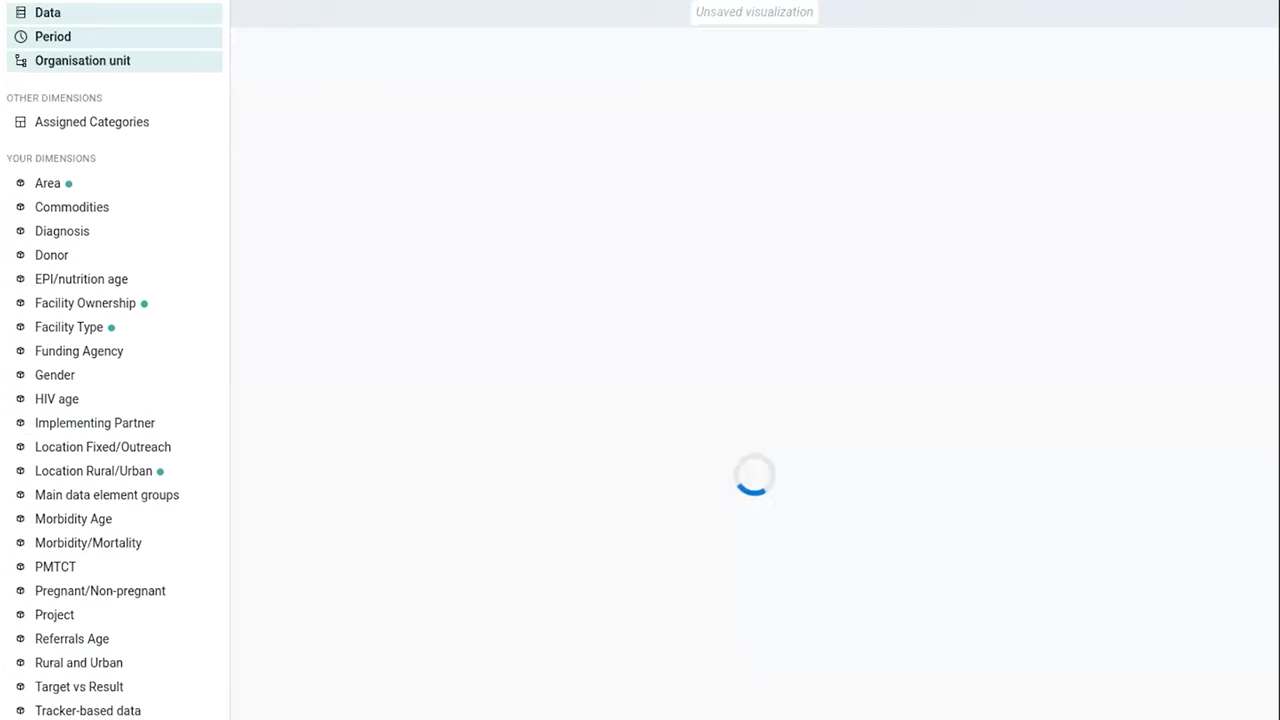 Data
Period
Organisation unit
OTHER DIMENSIONS
Assigned Categories
YOUR DIMENSIONS
Area
Commodities
Diagnosis
Donor
EPI/nutrition age
Facility Ownership
Facility Type
Funding Agency
Gender
HIV age
Implementing Partner
Location Fixed/Outreach
Location Rural/Urban
Main data element groups
Morbidity Age
Morbidity/Mortality
PMTCT
Pregnant/Non-pregnant
Project
Referrals Age
Rural and Urban
Target vs Result
Tracker-based data
Unsaved visualization